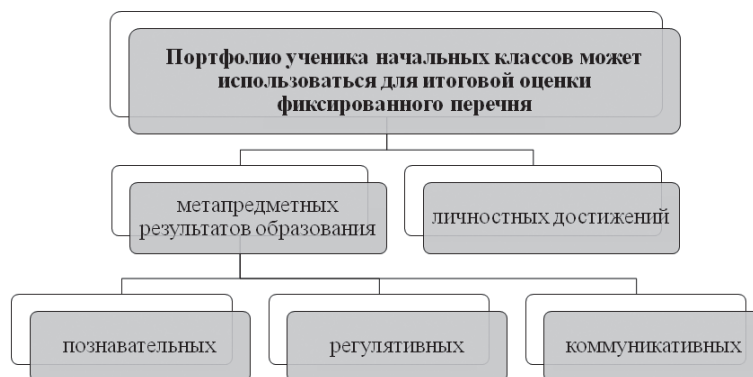 Портфолио ученика начальных классов может
использоваться для итоговой оценки
фиксированного перечня
метапредметных
результатов образования
личностных достижений
познавательных
регулятивных
коммуникативных